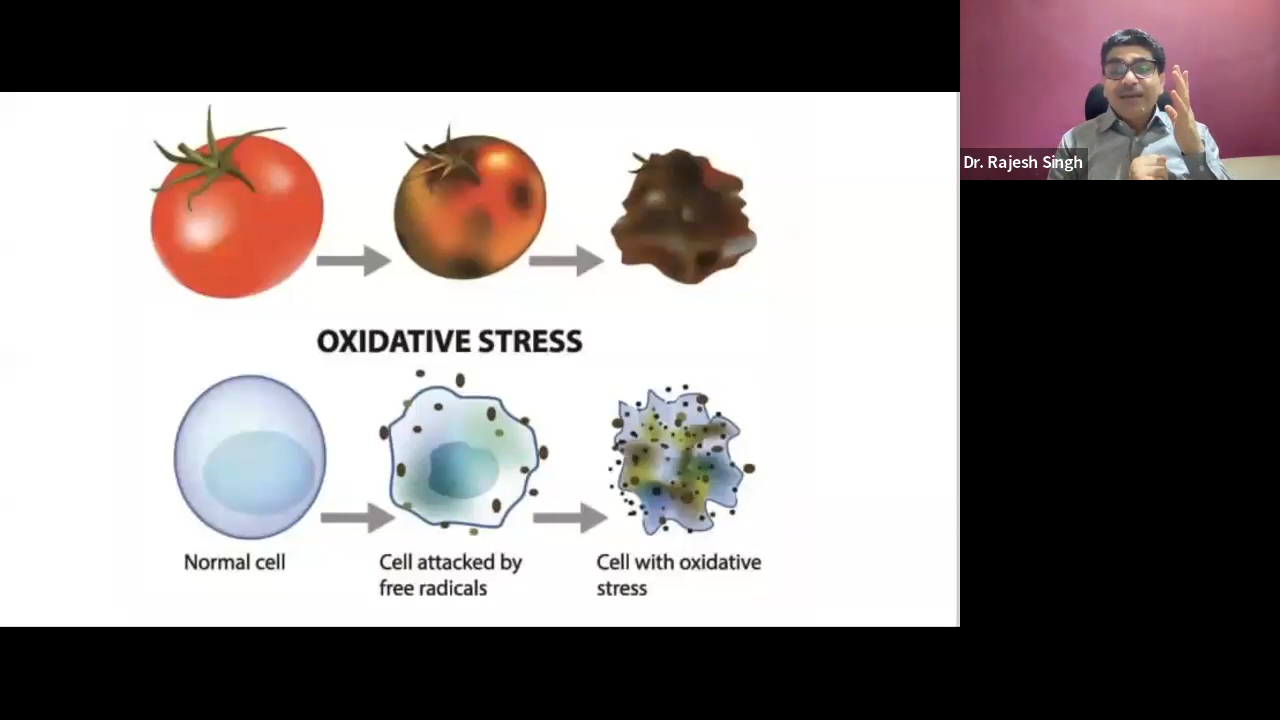 Dr. Rajesh Singh
OXIDATIVE STRESS
Normal cell
Cell attacked by
free radicals
Cell with oxidative
stress